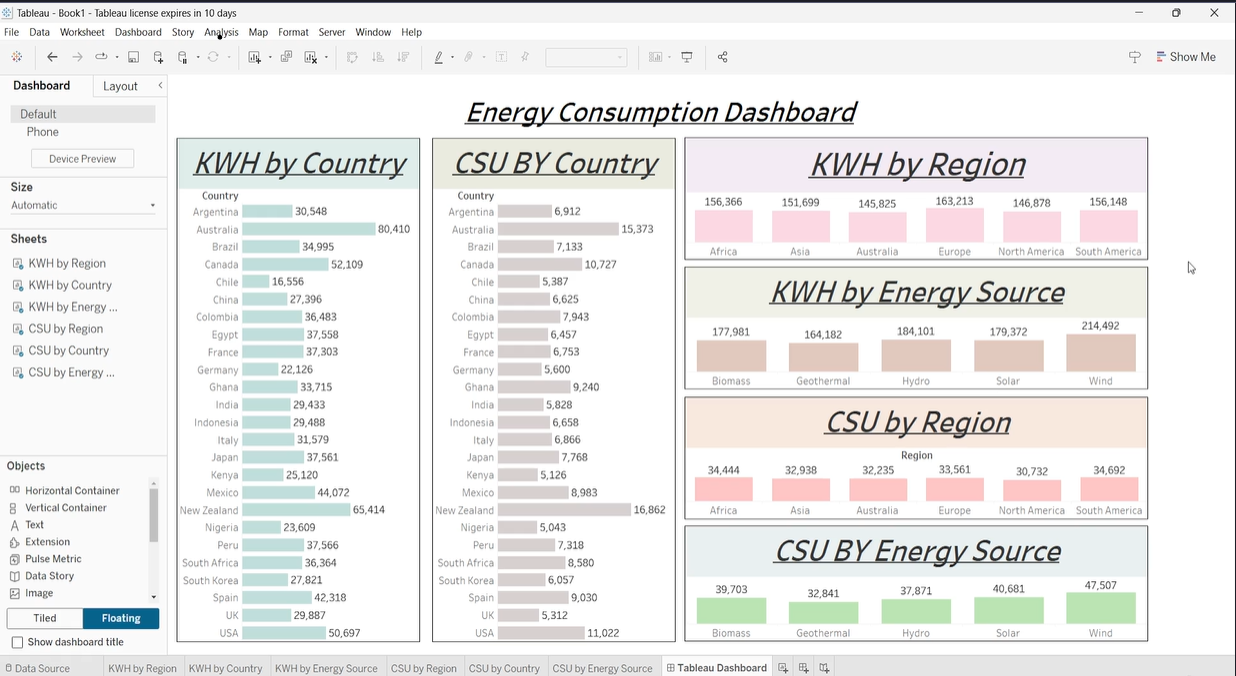 Tableau - Book1 - Tableau license expires in 10 days
File Data Worksheet Dashboard Story Analysis Map Format Server Window Help
Show Me
Dashboard Layout
Default
Phone
Device Preview
Size
Automatic
Sheets
KWH by Region
KWH by Country
KWH by Energy ...
CSU by Region
CSU by Country
CSU by Energy ...
Objects
Horizontal Container
Vertical Container
Text
Extension
Pulse Metric
Data Story
Image
Tiled Floating
Show dashboard title
Energy Consumption Dashboard
KWH by Country
Country
Argentina 30,548
Australia 80,410
Brazil 34,995
Canada 52,109
Chile 16,556
China 27,396
Colombia 36,483
Egypt 37,558
France 37,303
Germany 22,126
Ghana 33,715
India 29,433
Indonesia 29,488
Italy 31,579
Japan 37,561
Kenya 25,120
Mexico 44,072
New Zealand 65,414
Nigeria 23,609
Peru 37,566
South Africa 36,364
South Korea 27,821
Spain 42,318
UK 29,887
USA 50,697
CSU BY Country
Country
Argentina 6,912
Australia 15,373
Brazil 7,133
Canada 10,727
Chile 5,387
China 6,625
Colombia 7,943
Egypt 6,457
France 6,753
Germany 5,600
Ghana 9,240
India 5,828
Indonesia 6,658
Italy 6,866
Japan 7,768
Kenya 5,126
Mexico 8,983
New Zealand 16,862
Nigeria 5,043
Peru 7,318
South Africa 8,580
South Korea 6,057
Spain 9,030
UK 5,312
USA 11,022
KWH by Region
156,366 151,699 145,825 163,213 146,878 156,148
Africa Asia Australia Europe North America South America
KWH by Energy Source
177,981 164,182 184,101 179,372 214,492
Biomass Geothermal Hydro Solar Wind
CSU by Region
Region
34,444 32,938 32,235 33,561 30,732 34,692
Africa Asia Australia Europe North America South America
CSU BY Energy Source
39,703 32,841 37,871 40,681 47,507
Biomass Geothermal Hydro Solar Wind
Data Source KWH by Region KWH by Country KWH by Energy Source CSU by Region CSU by Country CSU by Energy Source Tableau Dashboard